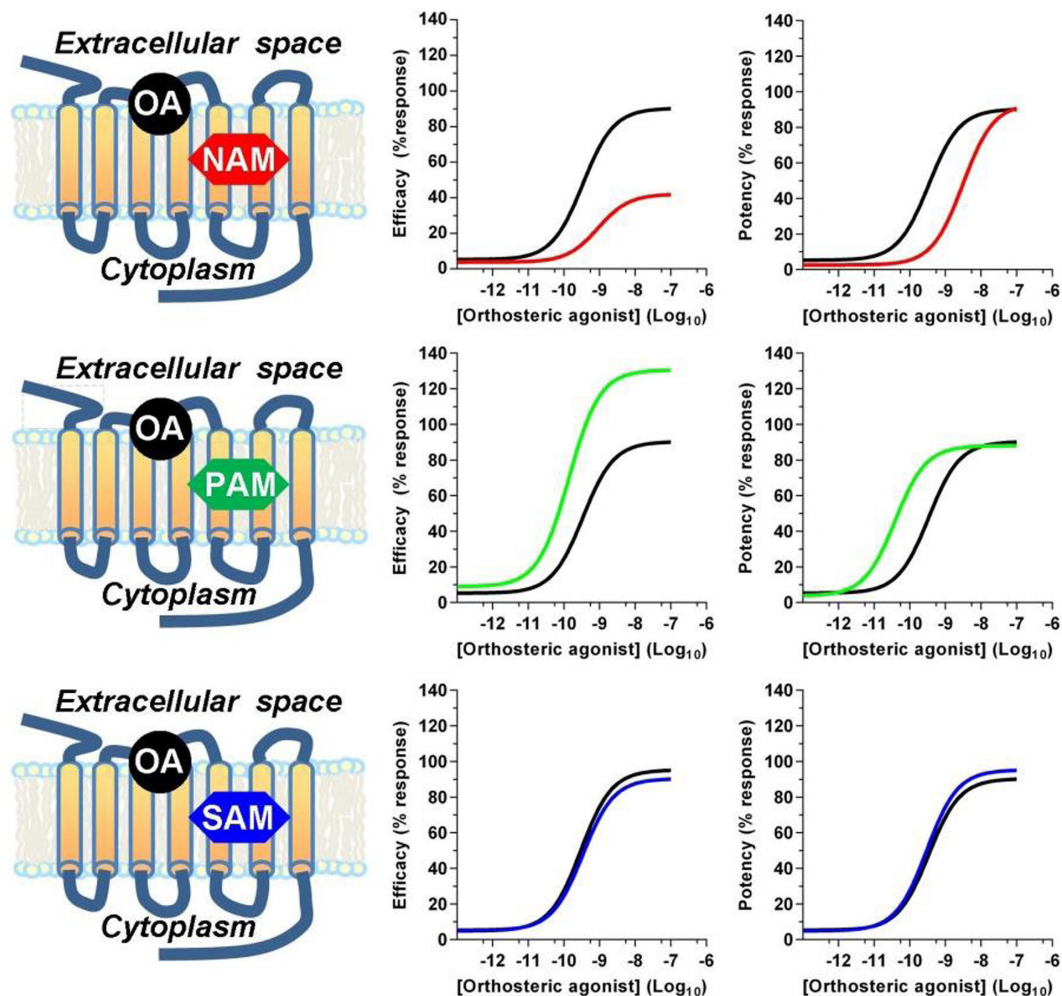 Extracellular space
OA
NAM
Cytoplasm
Efficacy (%response)
140
120
100
80
60
40
20
0
-12 -11 -10 -9 -8 -7 -6
[Orthosteric agonist] (Log10)
Potency (% response)
140
120
100
80
60
40
20
0
-12 -11 -10 -9 -8 -7 -6
[Orthosteric agonist] (Log10)
Extracellular space
OA
PAM
Cytoplasm
Efficacy (% response)
140
120
100
80
60
40
20
0
-12 -11 -10 -9 -8 -7 -6
[Orthosteric agonist] (Log10)
Potency (% response)
140
120
100
80
60
40
20
0
-12 -11 -10 -9 -8 -7 -6
[Orthosteric agonist] (Log10)
Extracellular space
OA
SAM
Cytoplasm
Efficacy (% response)
140
120
100
80
60
40
20
0
-12 -11 -10 -9 -8 -7 -6
[Orthosteric agonist] (Log10)
Potency (% response)
140
120
100
80
60
40
20
0
-12 -11 -10 -9 -8 -7 -6
[Orthosteric agonist] (Log10)